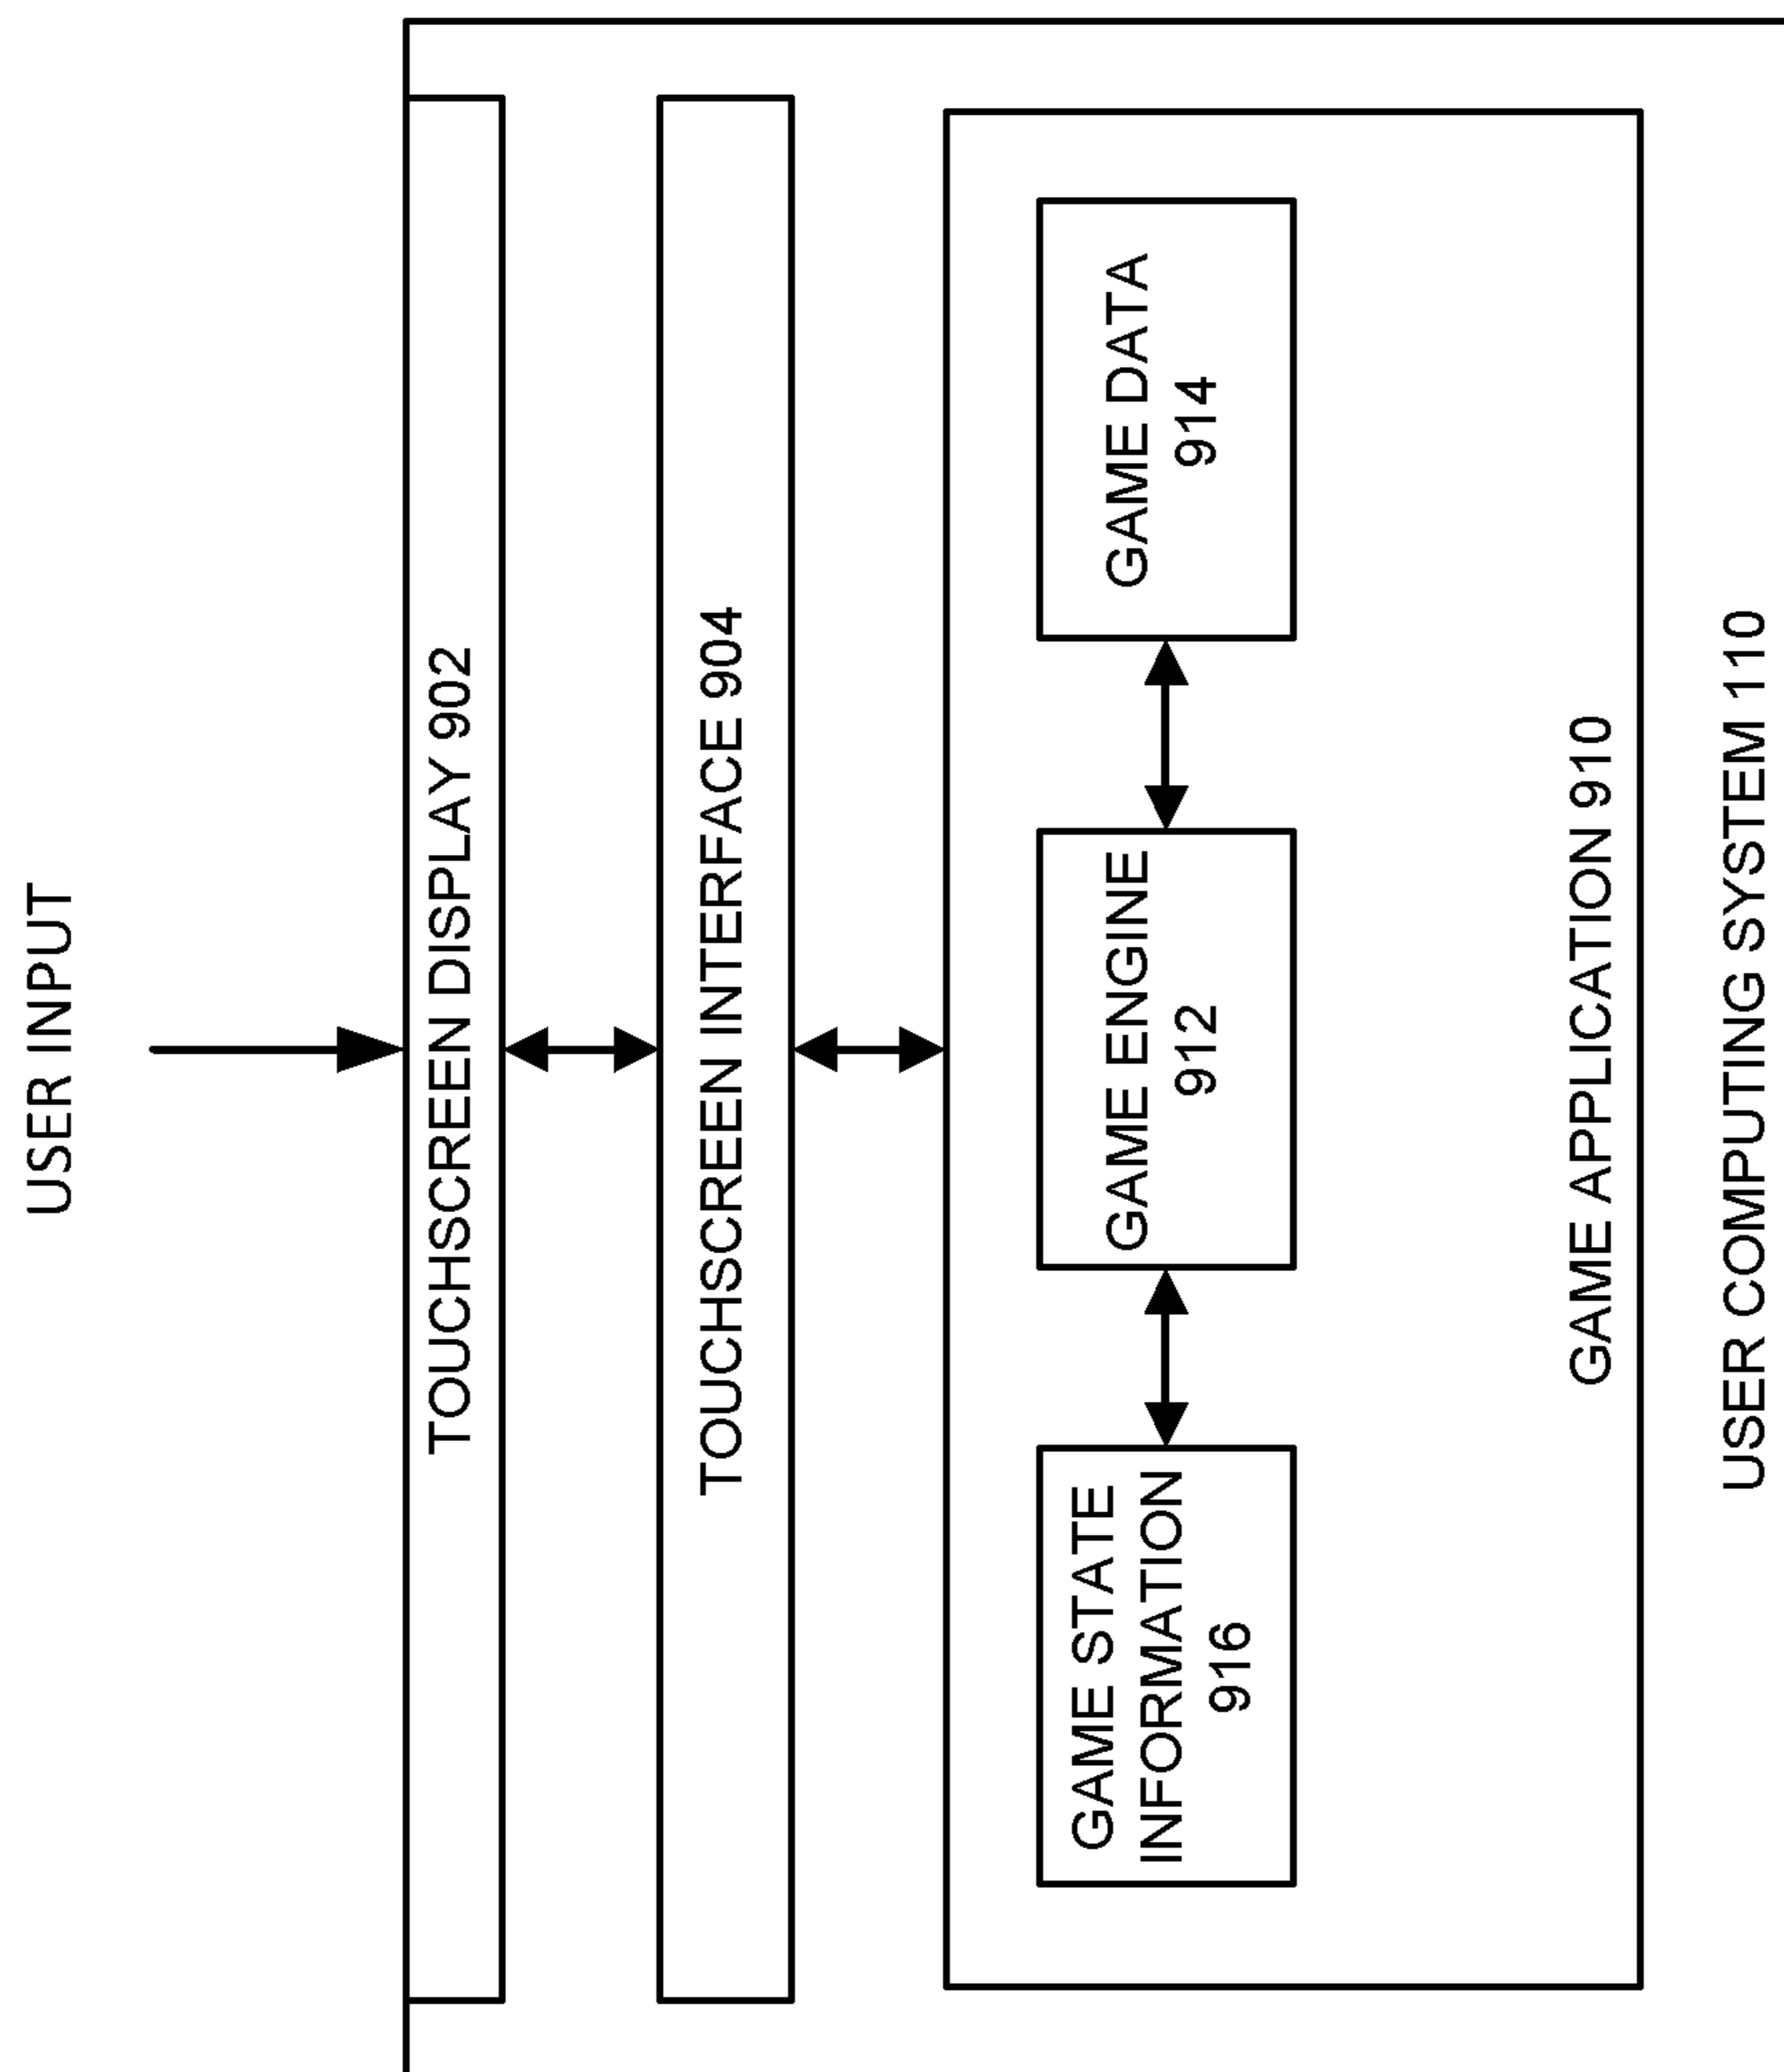 USER INPUT
TOUCHSCREEN DISPLAY 902
TOUCHSCREEN INTERFACE 904
GAME STATE
INFORMATION
916
GAME ENGINE
912
GAME DATA
914
GAME APPLICATION 910
USER COMPUTING SYSTEM 110